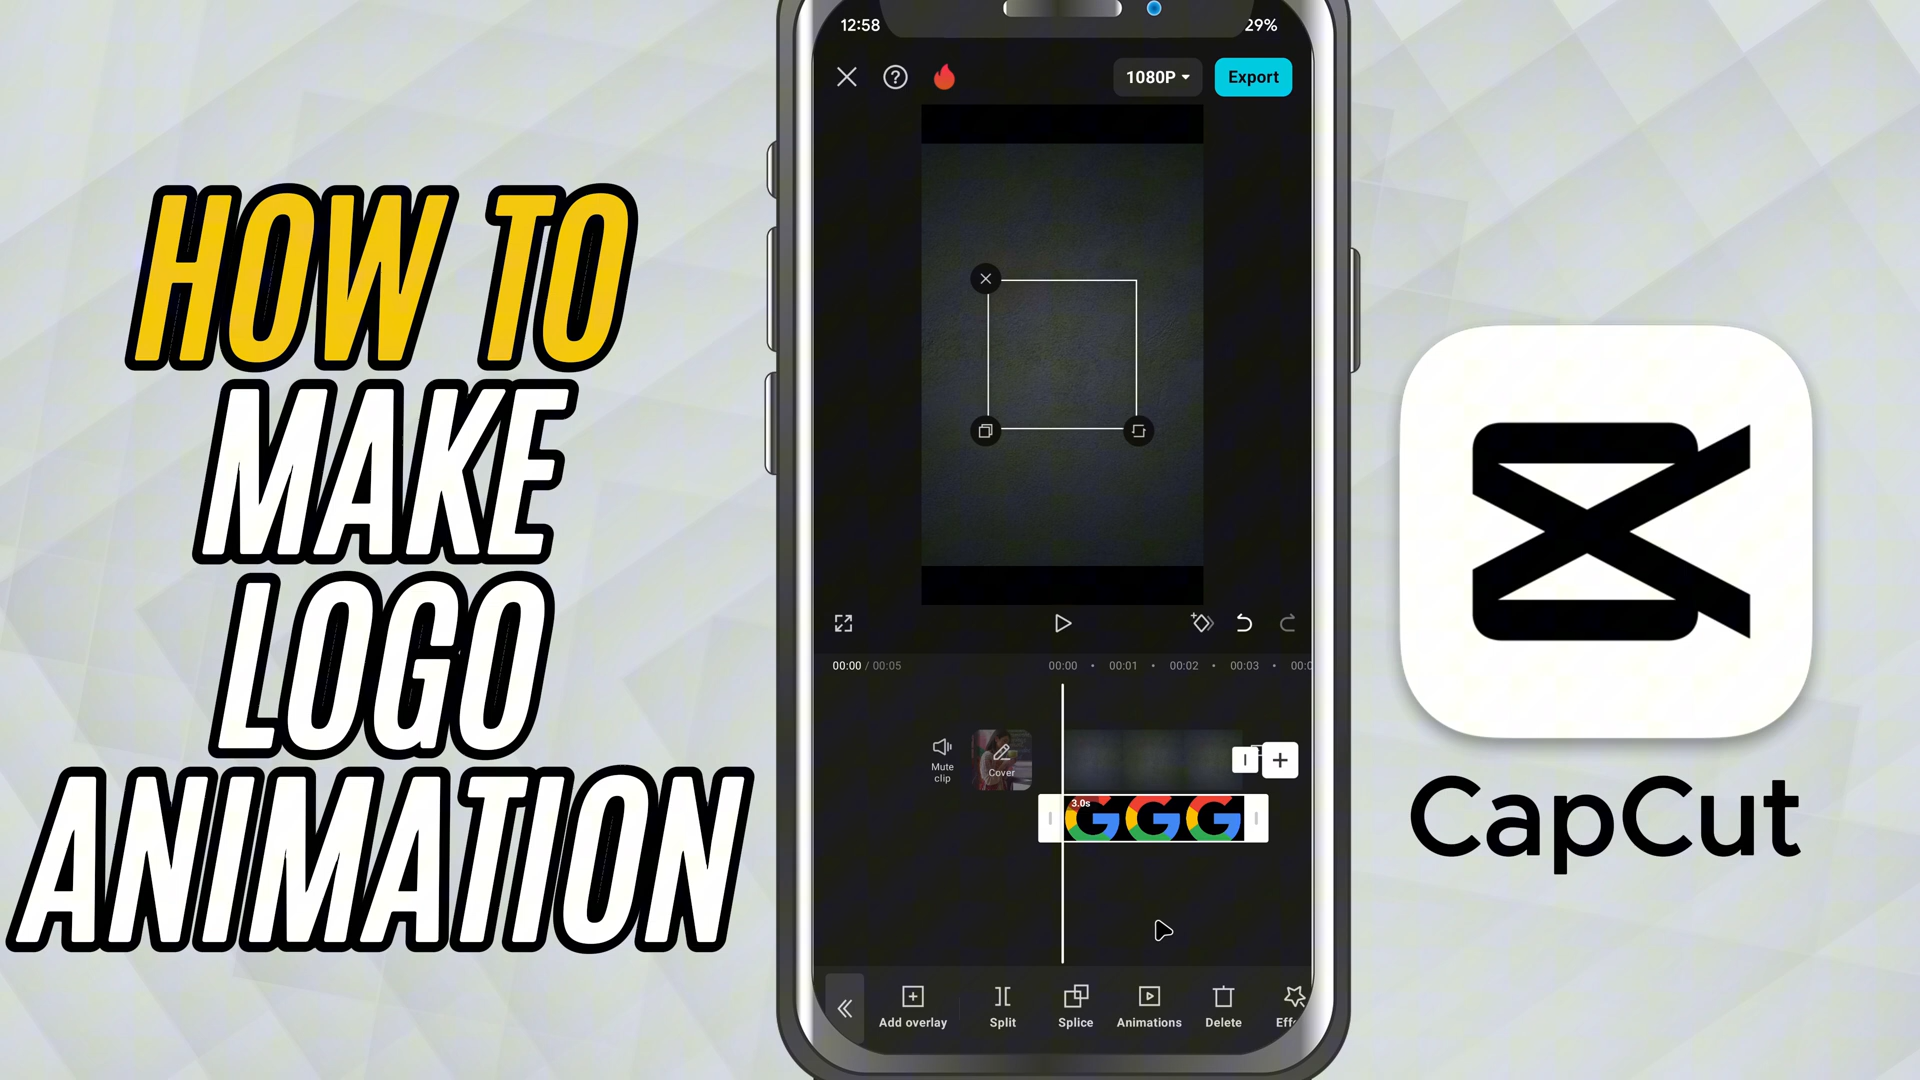 HOW TO
MAKE
LOGO
ANIMATION
12:58
29%
1080P
Export
00:00 / 00:05
00:00 • 00:01 • 00:02 • 00:03 •
Mute
clip
Cover
3.0s
Add overlay
Split
Splice
Animations
Delete
CapCut